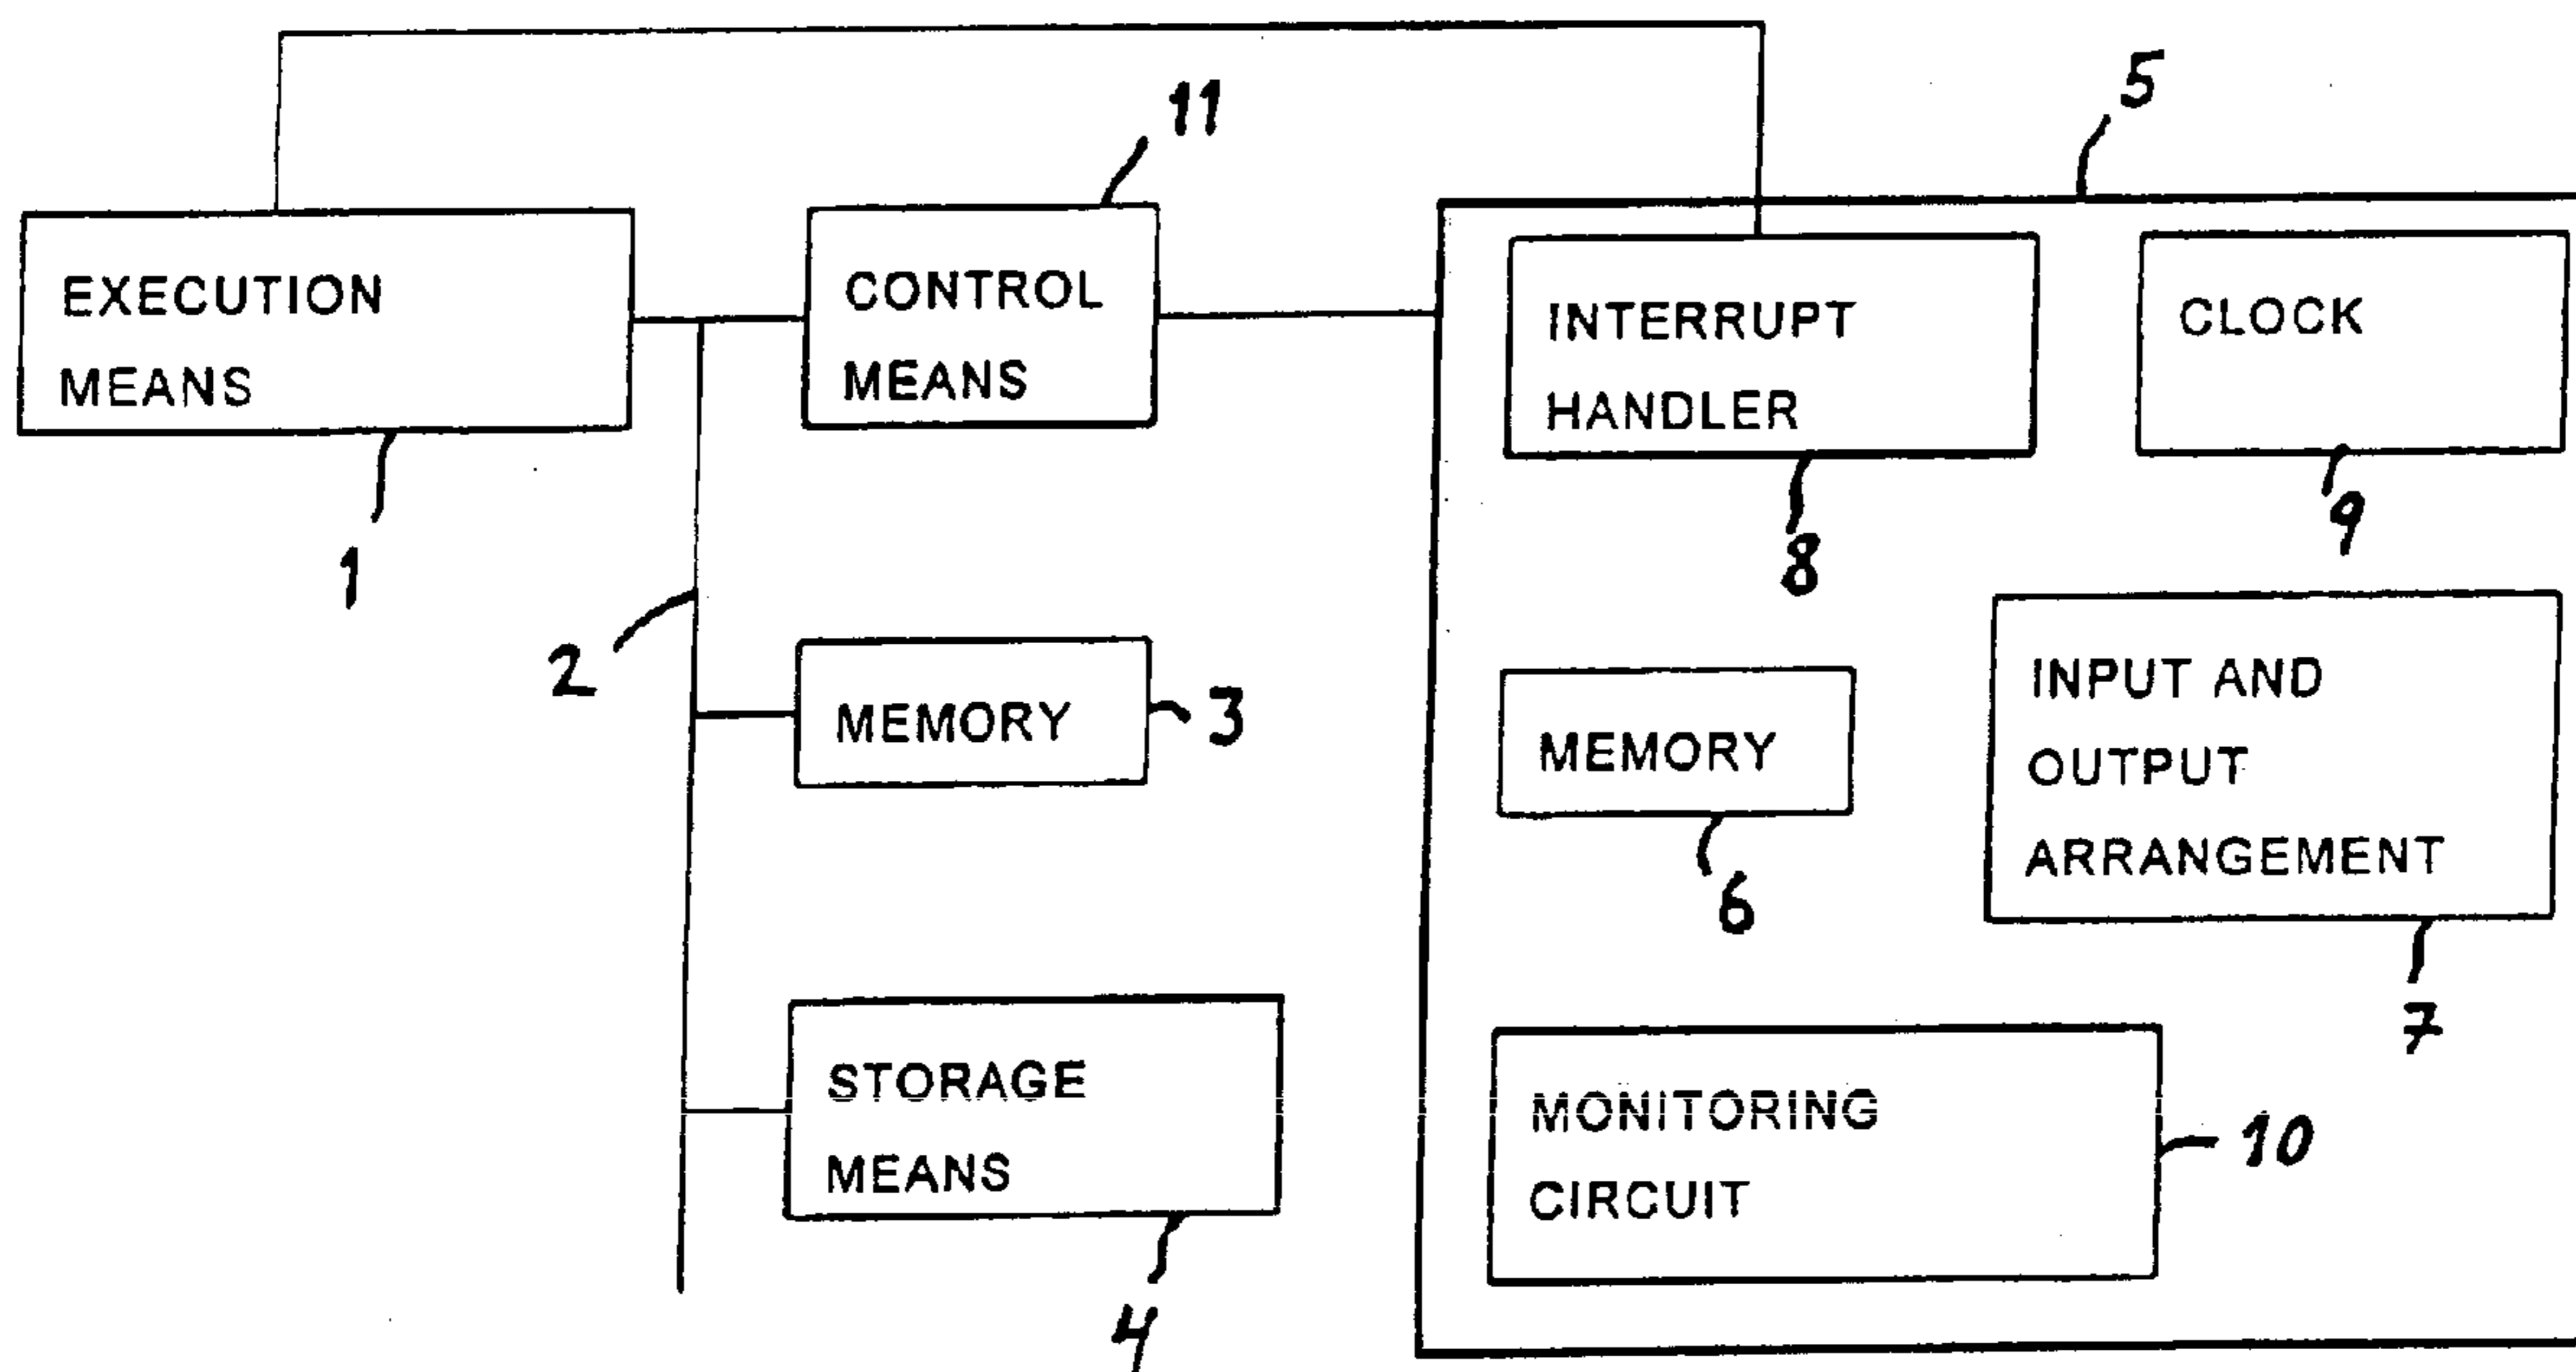 5
11
EXECUTION
MEANS
1
CONTROL
MEANS
INTERRUPT
HANDLER
8
CLOCK
9
2
MEMORY
3
MEMORY
6
INPUT AND
OUTPUT
ARRANGEMENT
7
STORAGE
MEANS
4
MONITORING
CIRCUIT
10